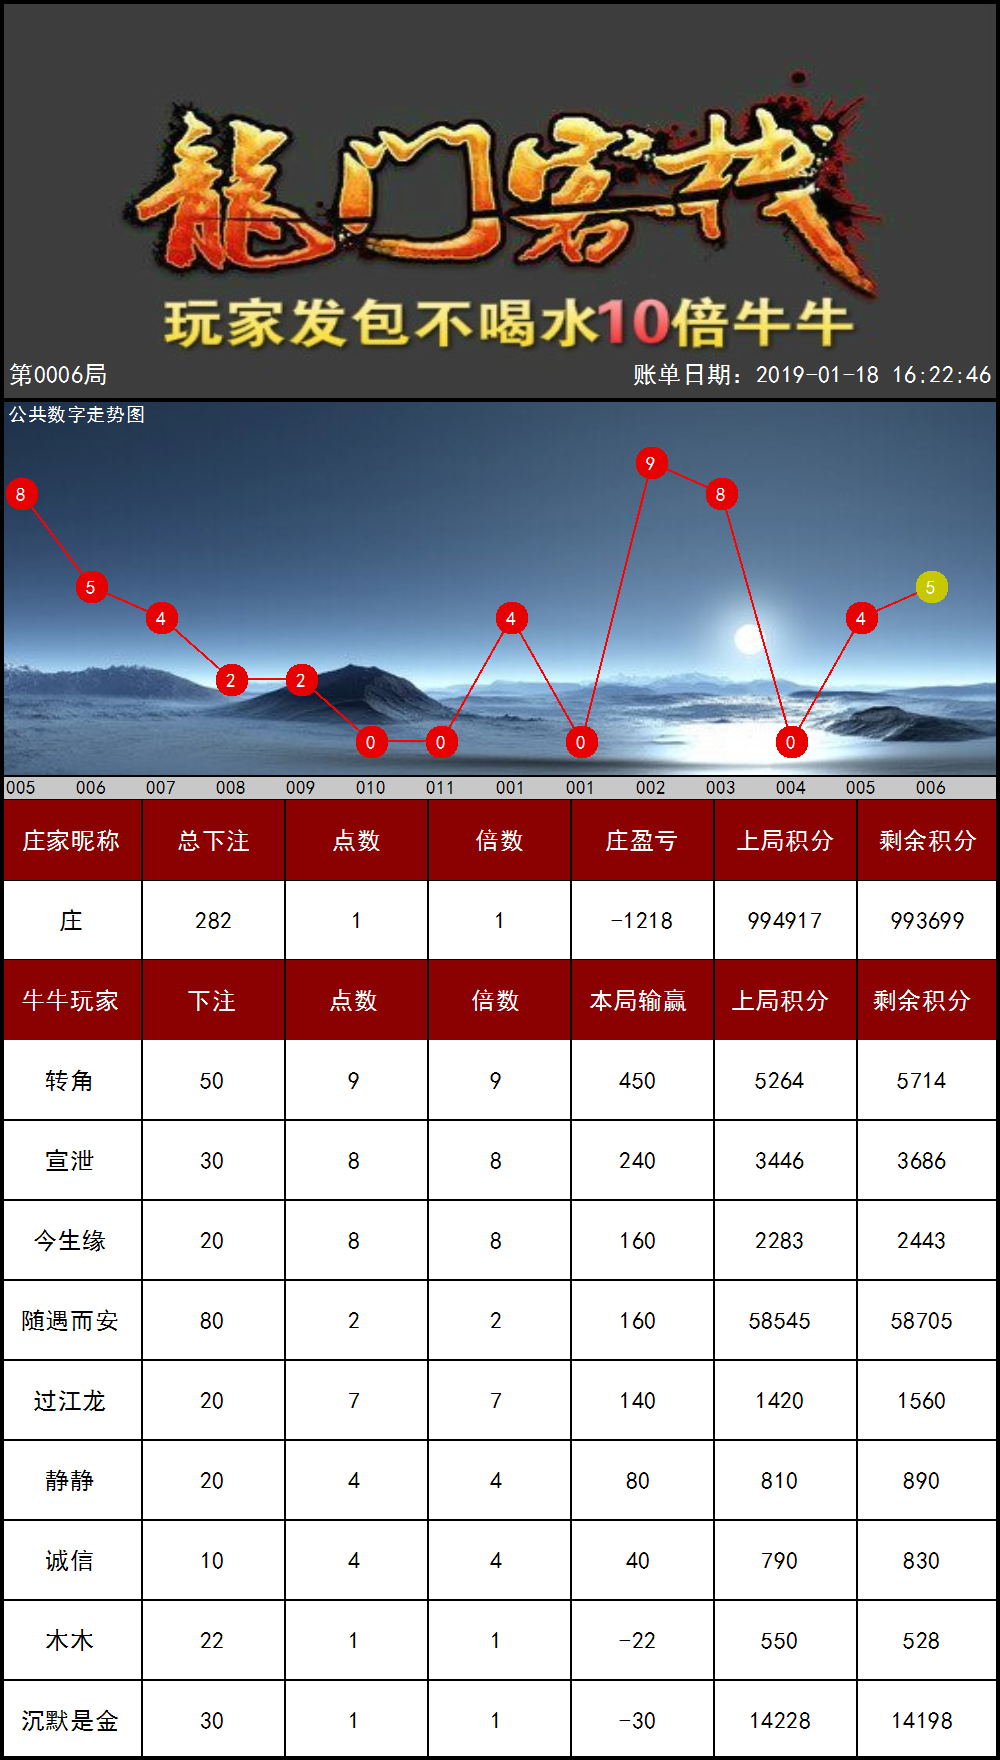 龍门客栈
玩家发包不喝水10倍牛牛
第0006局 账单日期：2019-01-18 16:22:46
公共数字走势图
8 5 4 2 2 0 0 4 0 9 8 0 4 5
005 006 007 008 009 010 011 001 001 002 003 004 005 006
庄家昵称 总下注 点数 倍数 庄盈亏 上局积分 剩余积分
庄 282 1 1 -1218 994917 993699
牛牛玩家 下注 点数 倍数 本局输赢 上局积分 剩余积分
转角 50 9 9 450 5264 5714
宣泄 30 8 8 240 3446 3686
今生缘 20 8 8 160 2283 2443
随遇而安 80 2 2 160 58545 58705
过江龙 20 7 7 140 1420 1560
静静 20 4 4 80 810 890
诚信 10 4 4 40 790 830
木木 22 1 1 -22 550 528
沉默是金 30 1 1 -30 14228 14198